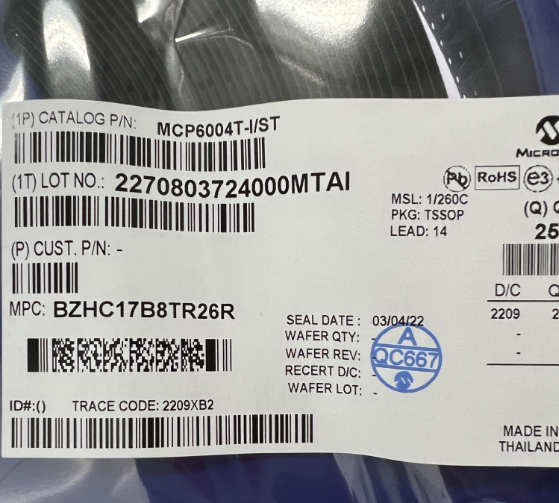 (1P) CATALOG P/N: MCP6004T-I/ST
(1T) LOT NO.: 2270803724000MTAI
Pb RoHS e3
MSL: 1/260C
PKG: TSSOP
LEAD: 14
(Q)
25
(P) CUST. P/N: -
MPC: BZHC17B8TR26R
D/C Q
2209 2
-
-
SEAL DATE : 03/04/22
WAFER QTY: -
WAFER REV: -
RECERT D/C: -
WAFER LOT: -
A
QC667
ID#:() TRACE CODE: 2209XB2
MADE IN
THAILAND